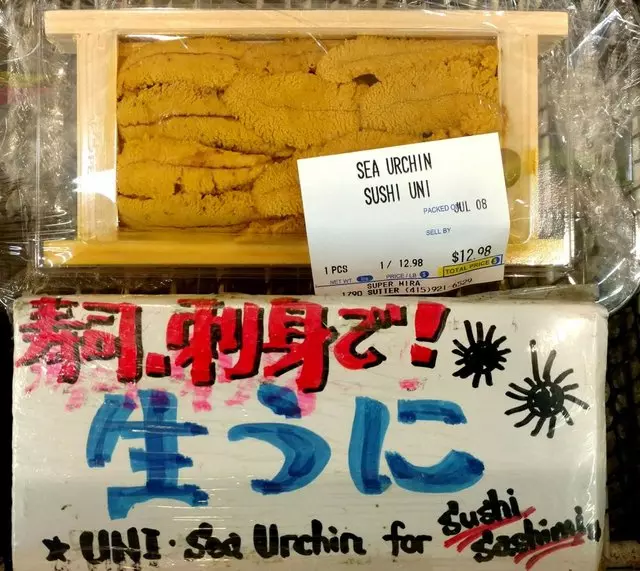 SEA URCHIN
SUSHI UNI
PACKED ON JUL 08
SELL BY
1 PCS 1/ 12.98 $12.98
NET WT. PRICE/LB $ TOTAL PRICE $
SUPER MIRA
1790 SUTTER (415)921-6529
寿司、刺身で!
生うに
★ UNI・Sea Urchin for Sushi
Sashimi